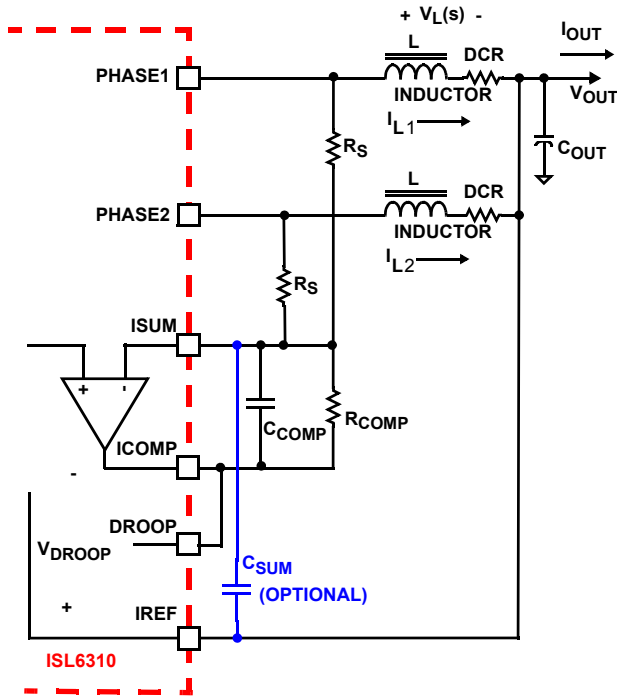 + VL(s) -
IOUT
L
DCR
PHASE1
INDUCTOR
VOUT
IL1
COUT
RS
L
DCR
PHASE2
INDUCTOR
IL2
RS
ISUM
+ -
CCOMP
RCOMP
ICOMP
-
DROOP
VDROOP
CSUM
(OPTIONAL)
+
IREF
ISL6310